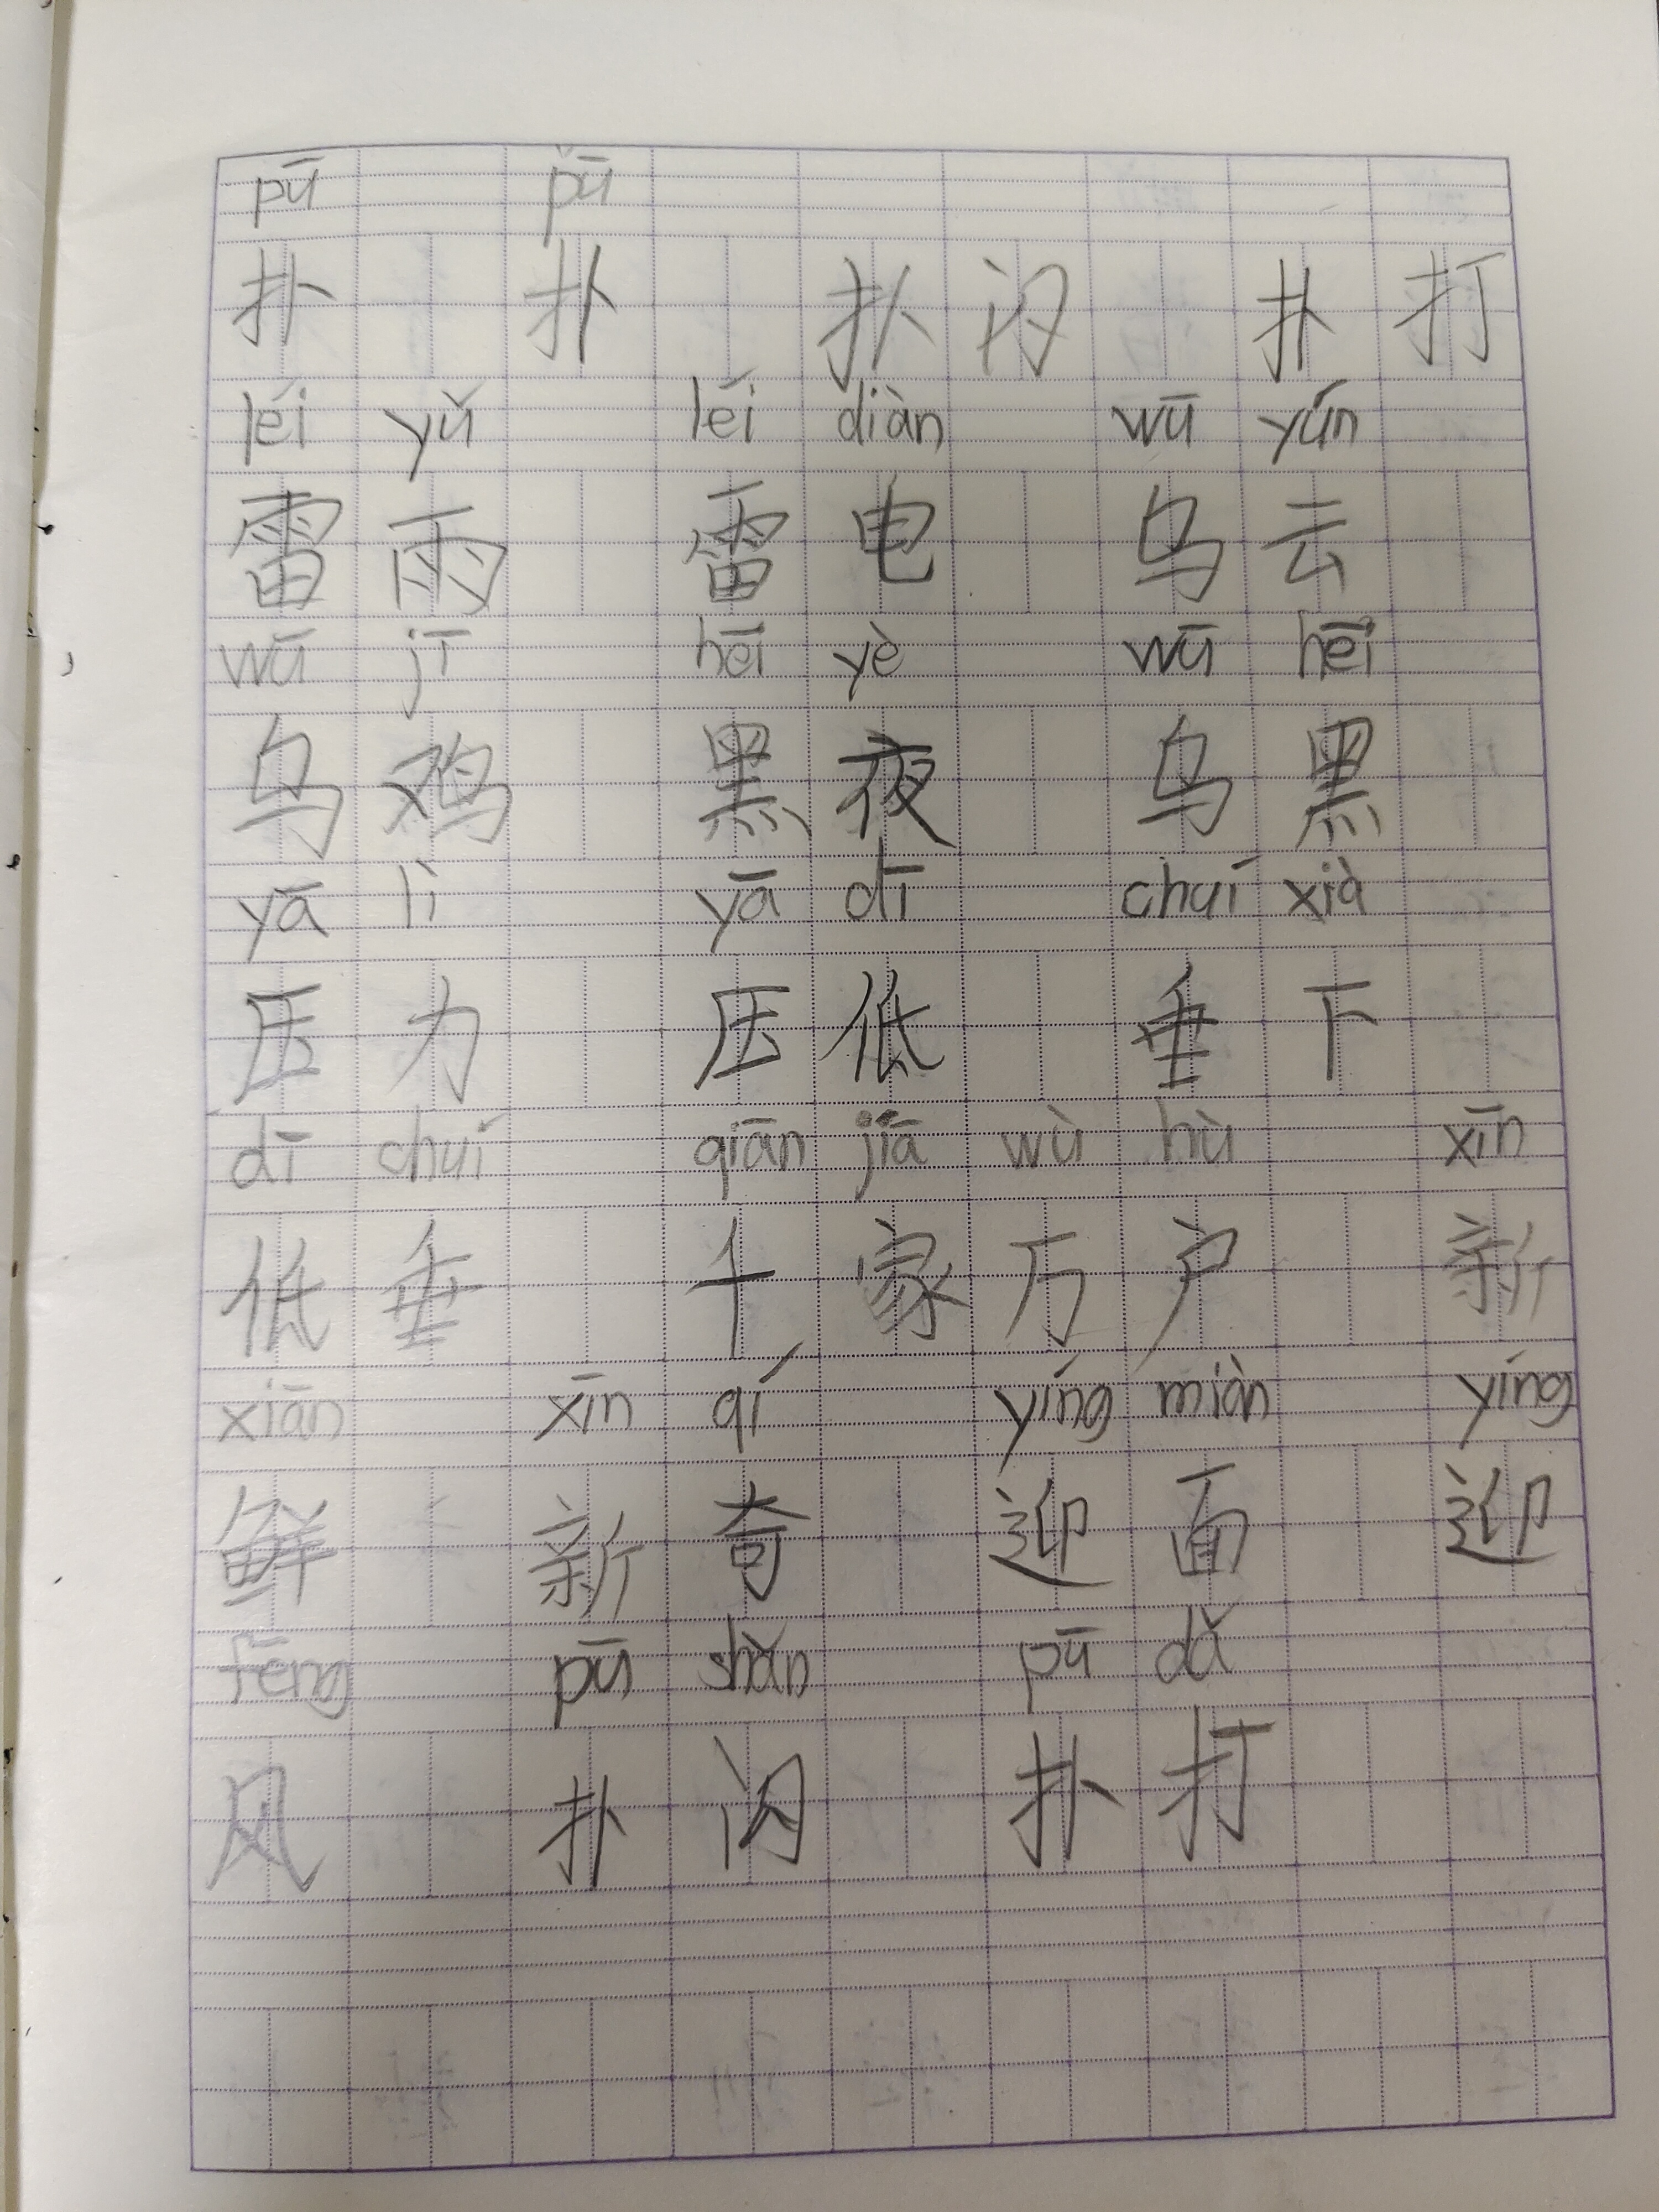 pū pū
扑 扑 扑闪 扑打
léi yǔ léi diàn wū yún
雷雨 雷电 乌云
wū jī hēi yè wū hēi
乌鸡 黑夜 乌黑
yā lì yā dī chuí xià
压力 压低 垂下
dī chuí qiān jiā wù hù xīn
低垂 千家万户 新
xiān xīn qí yíng miàn yíng
鲜 新奇 迎面 迎
fēng pū shǎn pū dǎ
风 扑闪 扑打